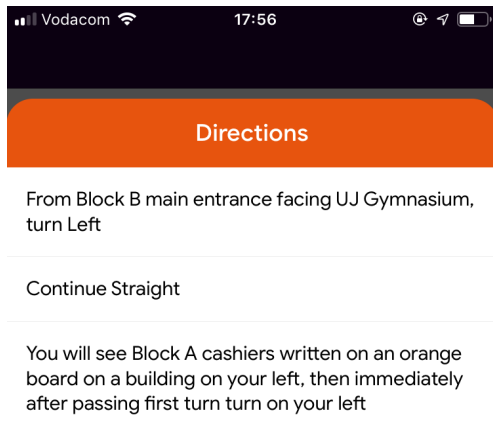 Vodacom 17:56
Directions
From Block B main entrance facing UJ Gymnasium,
turn Left
Continue Straight
You will see Block A cashiers written on an orange
board on a building on your left, then immediately
after passing first turn turn on your left